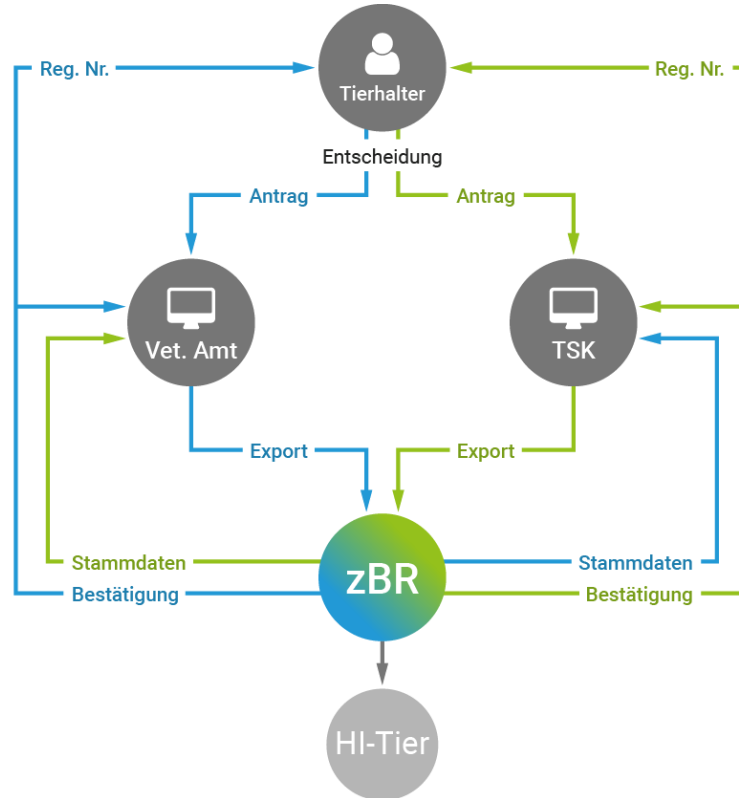 Reg. Nr.
Reg. Nr.
Tierhalter
Entscheidung
Antrag
Antrag
Vet. Amt
TSK
Export
Export
Stammdaten
Stammdaten
zBR
Bestätigung
Bestätigung
HI-Tier